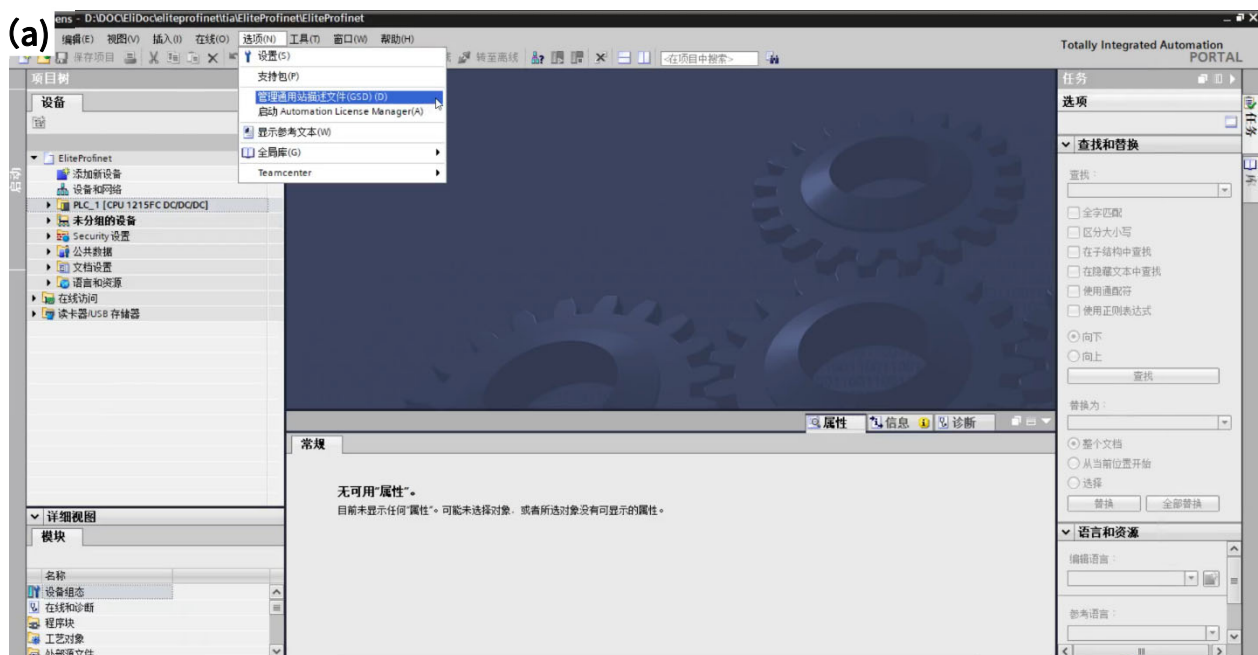 (a)
ens - D:\DOC\EliDoc\eliteprofinet\tia\EliteProfinet\EliteProfinet
编辑(E) 视图(V) 插入(I) 在线(O) 选项(N) 工具(T) 窗口(W) 帮助(H)
Totally Integrated Automation
PORTAL
保存项目
转至离线
<在项目中搜索>
设置(S)
支持包(P)
管理通用站描述文件(GSD) (D)
启动 Automation License Manager(A)
显示参考文本(W)
全局库(G)
Teamcenter
项目树
设备
EliteProfinet
添加新设备
设备和网络
PLC_1 [CPU 1215FC DC/DC/DC]
未分组的设备
Security 设置
公共数据
文档设置
语言和资源
在线访问
读卡器/USB 存储器
详细视图
模块
名称
设备组态
在线和诊断
程序块
工艺对象
外部源文件
属性 信息 诊断
常规
无可用“属性”。
目前未显示任何“属性”。可能未选择对象，或者所选对象没有可显示的属性。
任务
选项
查找和替换
查找：
全字匹配
区分大小写
在子结构中查找
在隐藏文本中查找
使用通配符
使用正则表达式
向下
向上
查找
替换为：
整个文档
从当前位置开始
选择
替换 全部替换
语言和资源
编辑语言：
参考语言：
任务
库